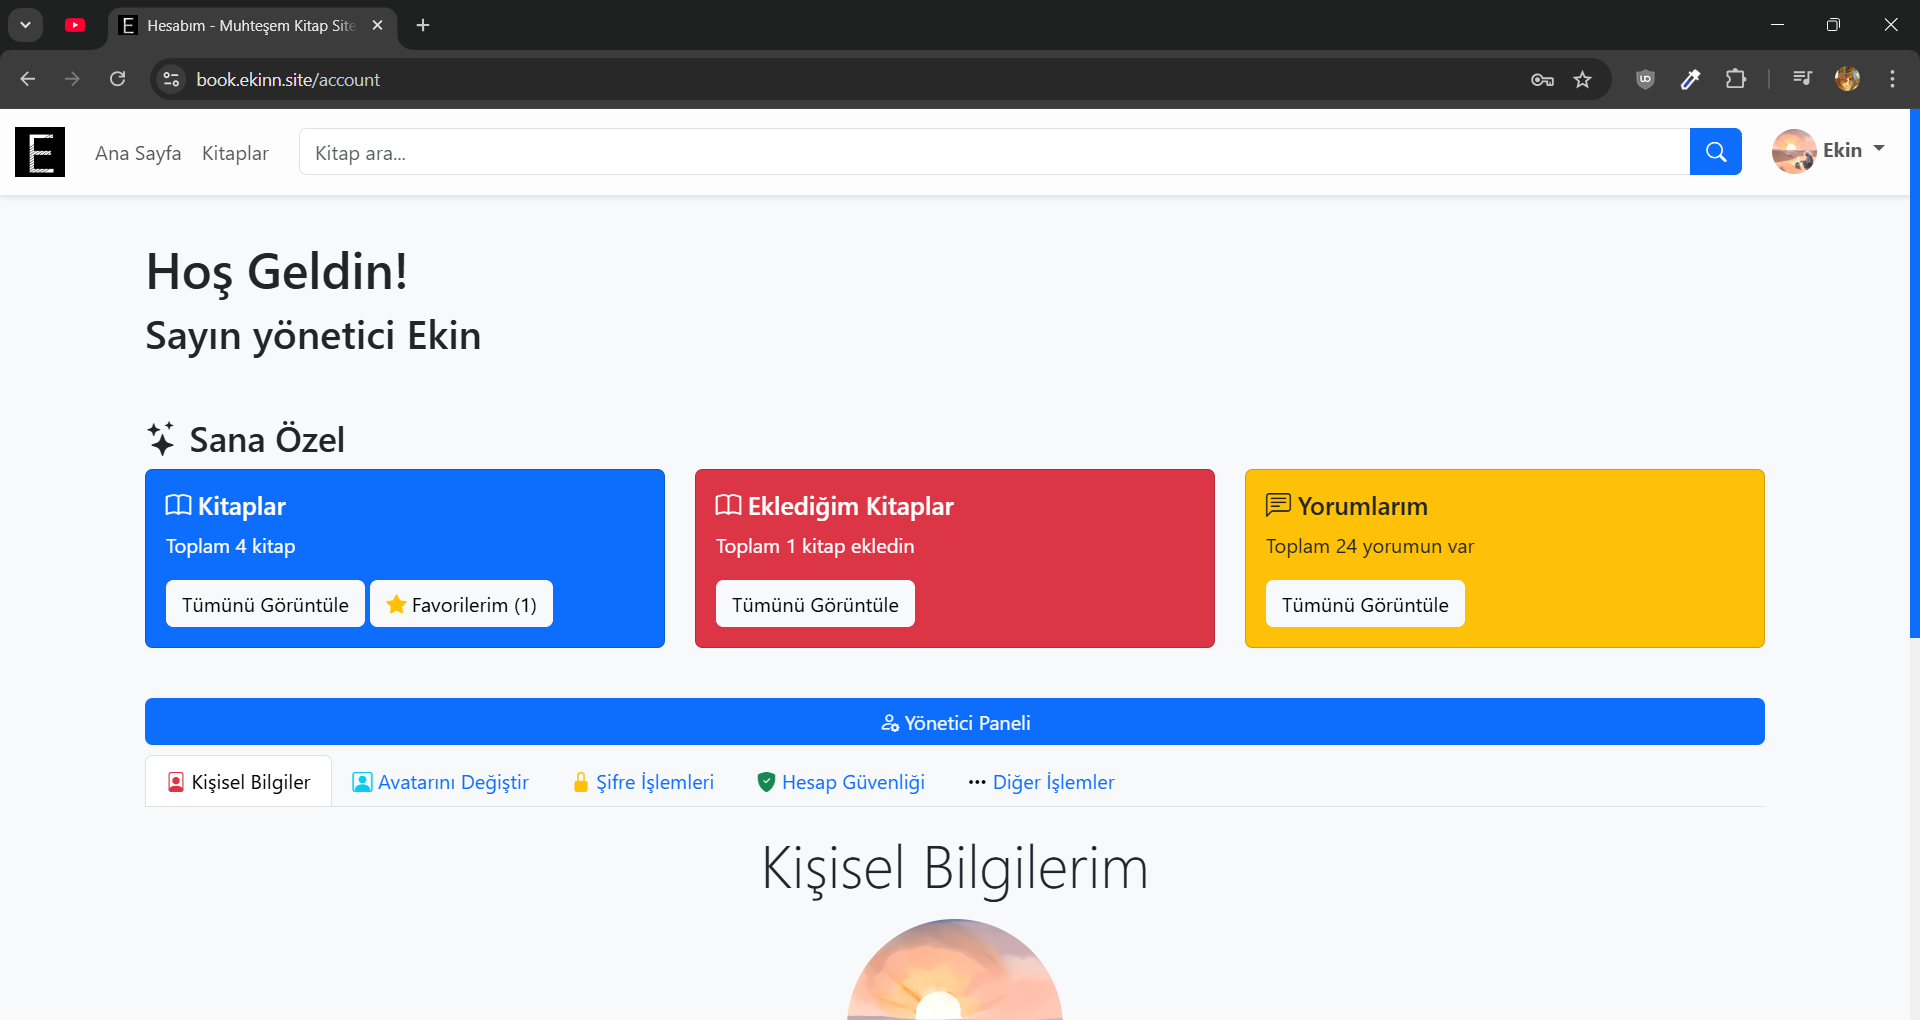 Hesabım - Muhteşem Kitap Site
book.ekinn.site/account
E
Ana Sayfa
Kitaplar
Kitap ara...
Ekin
Hoş Geldin!
Sayın yönetici Ekin
Sana Özel
Kitaplar
Toplam 4 kitap
Tümünü Görüntüle
Favorilerim (1)
Eklediğim Kitaplar
Toplam 1 kitap ekledin
Tümünü Görüntüle
Yorumlarım
Toplam 24 yorumun var
Tümünü Görüntüle
Yönetici Paneli
Kişisel Bilgiler
Avatarını Değiştir
Şifre İşlemleri
Hesap Güvenliği
Diğer İşlemler
Kişisel Bilgilerim